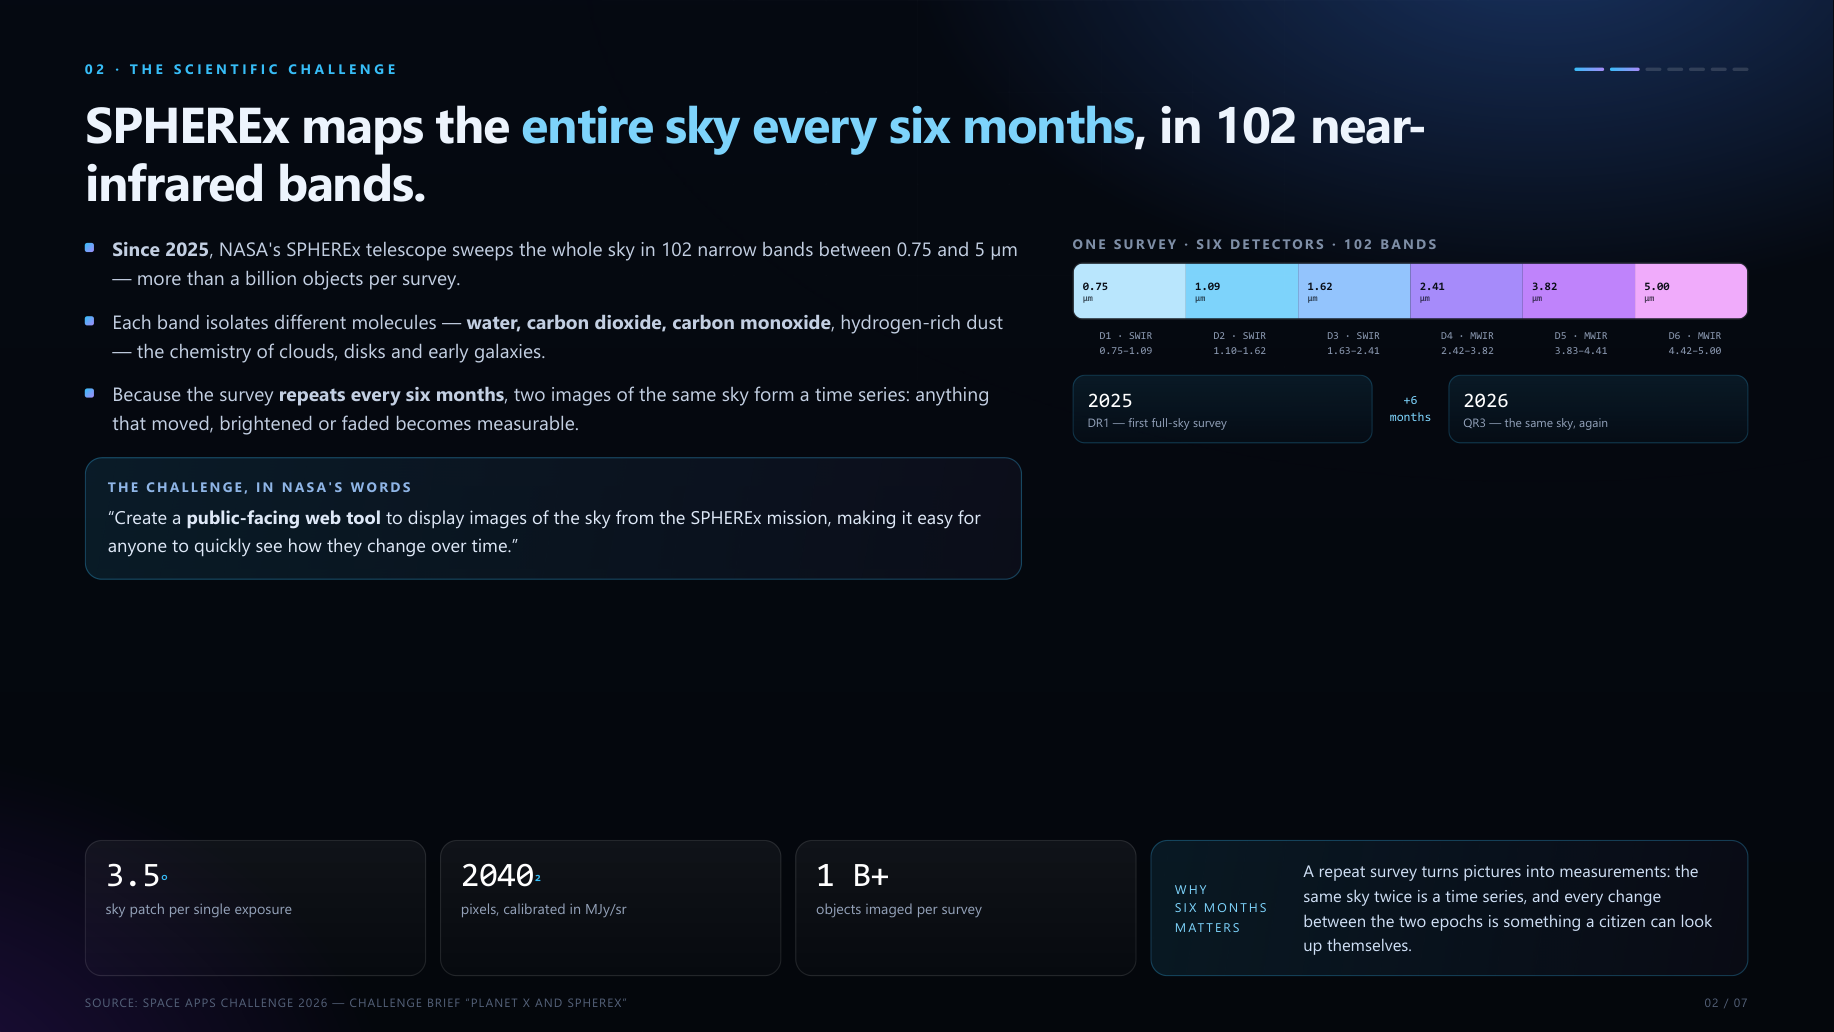 02 · THE SCIENTIFIC CHALLENGE
SPHEREx maps the entire sky every six months, in 102 near-
infrared bands.
Since 2025, NASA's SPHEREx telescope sweeps the whole sky in 102 narrow bands between 0.75 and 5 µm
— more than a billion objects per survey.
Each band isolates different molecules — water, carbon dioxide, carbon monoxide, hydrogen-rich dust
— the chemistry of clouds, disks and early galaxies.
Because the survey repeats every six months, two images of the same sky form a time series: anything
that moved, brightened or faded becomes measurable.
THE CHALLENGE, IN NASA'S WORDS
“Create a public-facing web tool to display images of the sky from the SPHEREx mission, making it easy for
anyone to quickly see how they change over time.”
ONE SURVEY · SIX DETECTORS · 102 BANDS
0.75 1.09 1.62 2.41 3.82 5.00
µm µm µm µm µm µm
D1 · SWIR D2 · SWIR D3 · SWIR D4 · MWIR D5 · MWIR D6 · MWIR
0.75–1.09 1.10–1.62 1.63–2.41 2.42–3.82 3.83–4.41 4.42–5.00
2025
DR1 — first full-sky survey
+6
months
2026
QR3 — the same sky, again
3.5°
sky patch per single exposure
2040²
pixels, calibrated in MJy/sr
1 B+
objects imaged per survey
WHY
SIX MONTHS
MATTERS
A repeat survey turns pictures into measurements: the
same sky twice is a time series, and every change
between the two epochs is something a citizen can look
up themselves.
SOURCE: SPACE APPS CHALLENGE 2026 — CHALLENGE BRIEF “PLANET X AND SPHEREX”
02 / 07